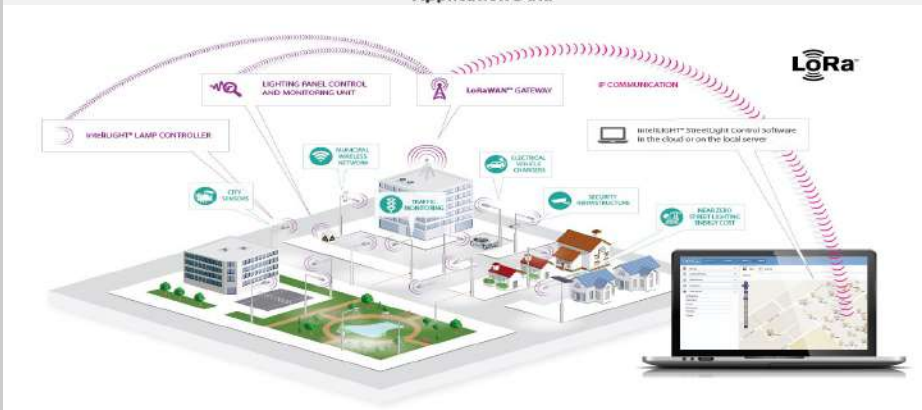 LoRa™
LIGHTING PANEL CONTROL
AND MONITORING UNIT
LoRaWAN™ GATEWAY
IP COMMUNICATION
inteliLIGHT® LAMP CONTROLLER
inteliLIGHT® StreetLight Control Software
in the cloud or on the local server
MUNICIPAL
WIRELESS
NETWORK
ELECTRICAL
VEHICLE
CHARGERS
CITY
SENSORS
TRAFFIC
MONITORING
SECURITY
INFRASTRUCTURE
NEAR ZERO
STREET LIGHTING
ENERGY COST